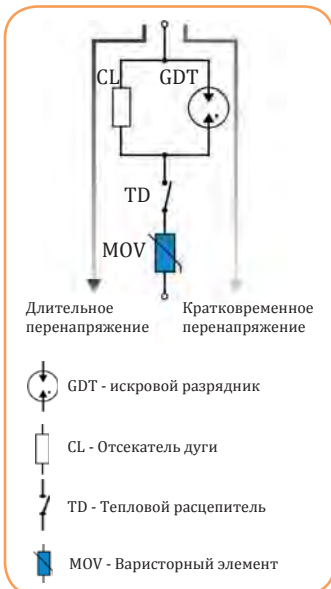 CL
GDT
TD
MOV
Длительное
перенапряжение
Кратковременное
перенапряжение
GDT - искровой разрядник
CL - Отсекатель дуги
TD - Тепловой расцепитель
MOV - Варисторный элемент